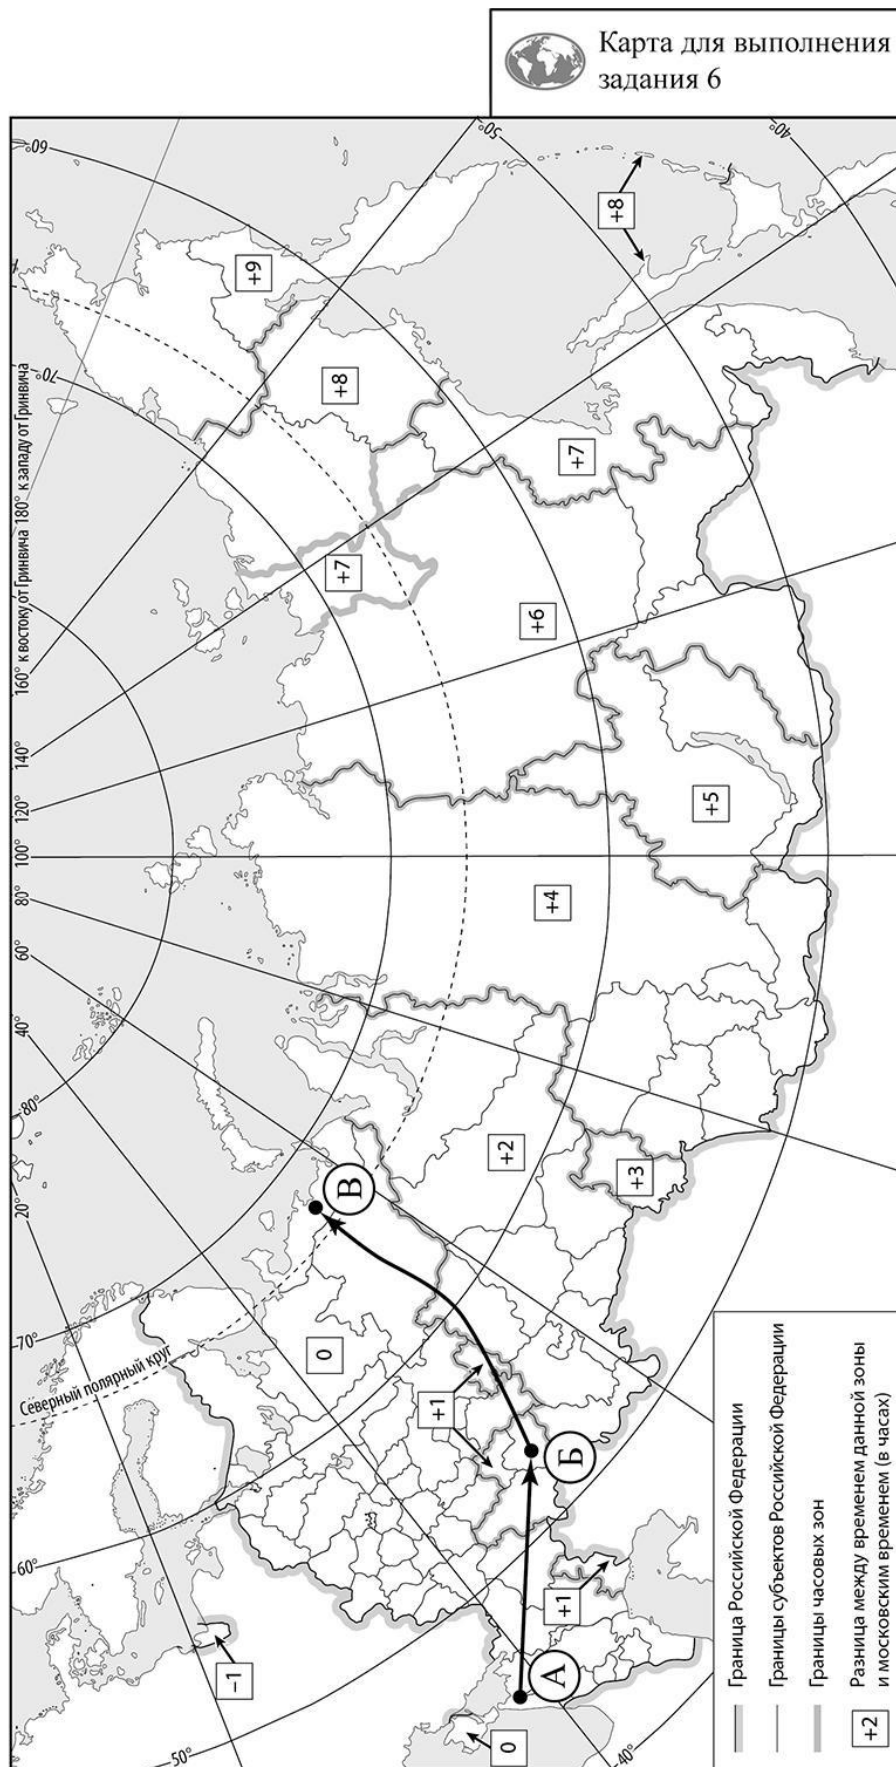 Карта для выполнения
задания 6
180° к западу от Гринвича
к востоку от Гринвича
160°
140°
120°
100°
80°
60°
40°
20°
80°
70°
60°
50°
40°
60°
70°
50°
40°
Северный полярный круг
+9
+8
+8
+7
+7
+6
+5
+4
+3
+2
+1
+1
0
0
-1
А
Б
В
Граница Российской Федерации
Границы субъектов Российской Федерации
Границы часовых зон
+2
Разница между временем данной зоны
и московским временем (в часах)